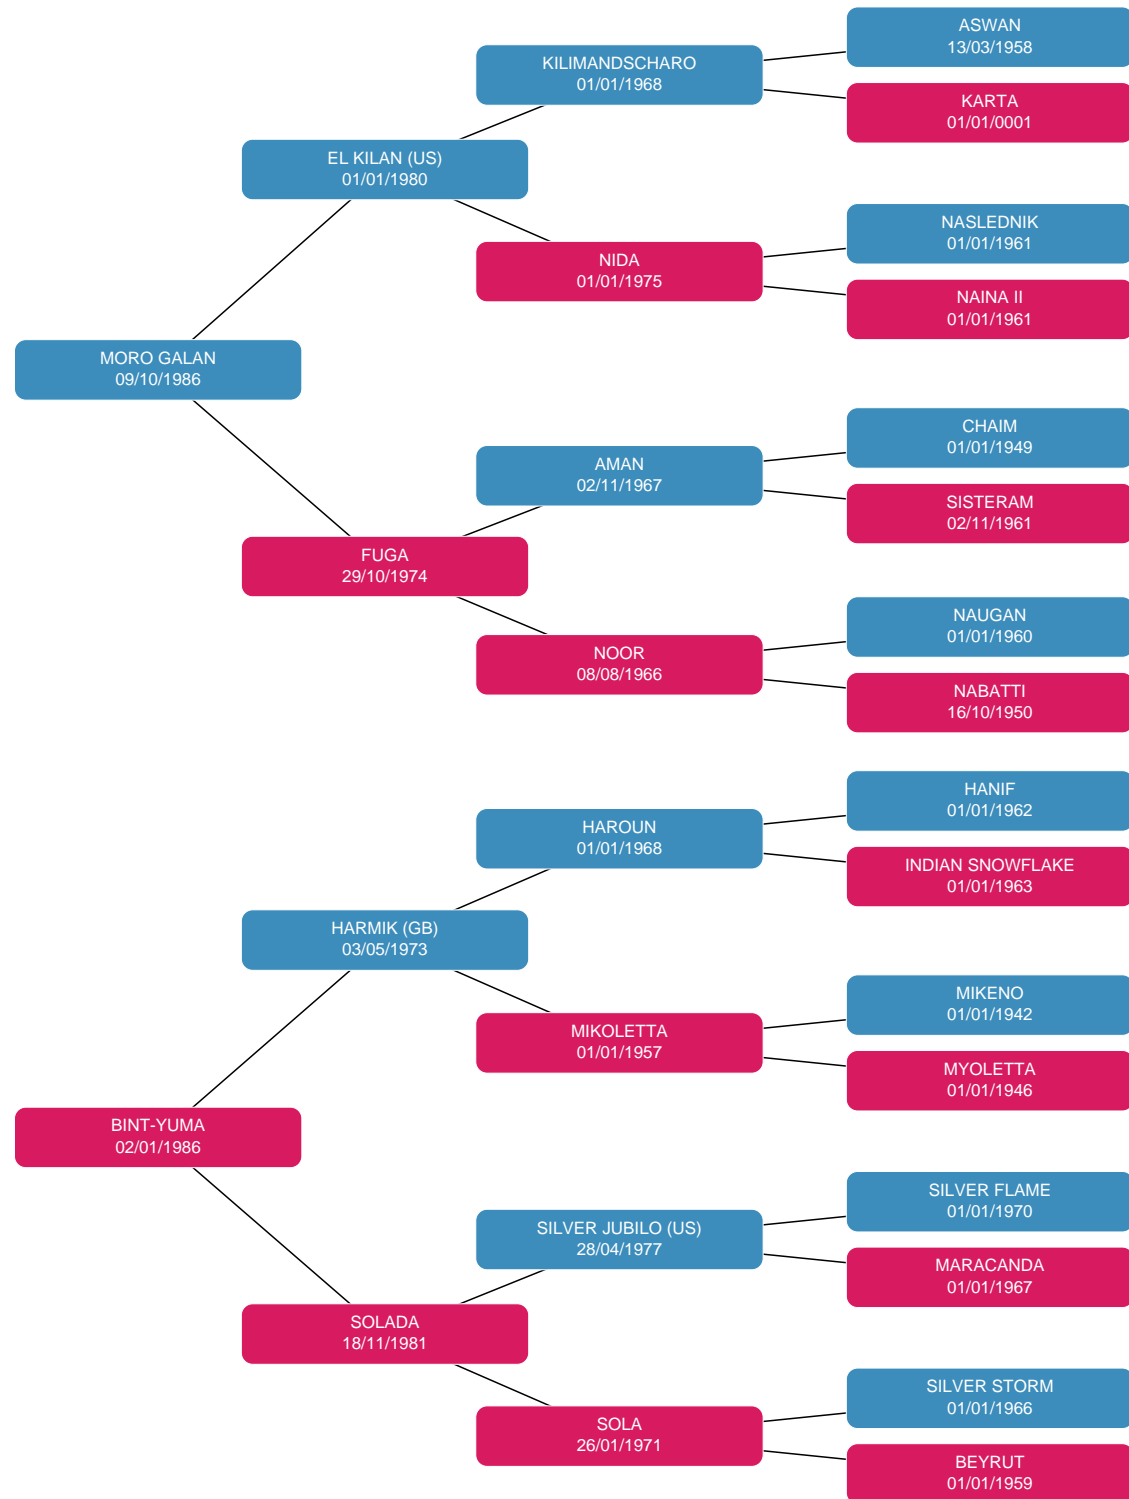 ASWAN
13/03/1958
KILIMANDSCHARO
01/01/1968
KARTA
01/01/0001
EL KILAN (US)
01/01/1980
NASLEDNIK
01/01/1961
NIDA
01/01/1975
NAINA II
01/01/1961
MORO GALAN
09/10/1986
CHAIM
01/01/1949
AMAN
02/11/1967
SISTERAM
02/11/1961
FUGA
29/10/1974
NAUGAN
01/01/1960
NOOR
08/08/1966
NABATTI
16/10/1950
HANIF
01/01/1962
HAROUN
01/01/1968
INDIAN SNOWFLAKE
01/01/1963
HARMIK (GB)
03/05/1973
MIKENO
01/01/1942
MIKOLETTA
01/01/1957
MYOLETTA
01/01/1946
BINT-YUMA
02/01/1986
SILVER FLAME
01/01/1970
SILVER JUBILO (US)
28/04/1977
MARACANDA
01/01/1967
SOLADA
18/11/1981
SILVER STORM
01/01/1966
SOLA
26/01/1971
BEYRUT
01/01/1959